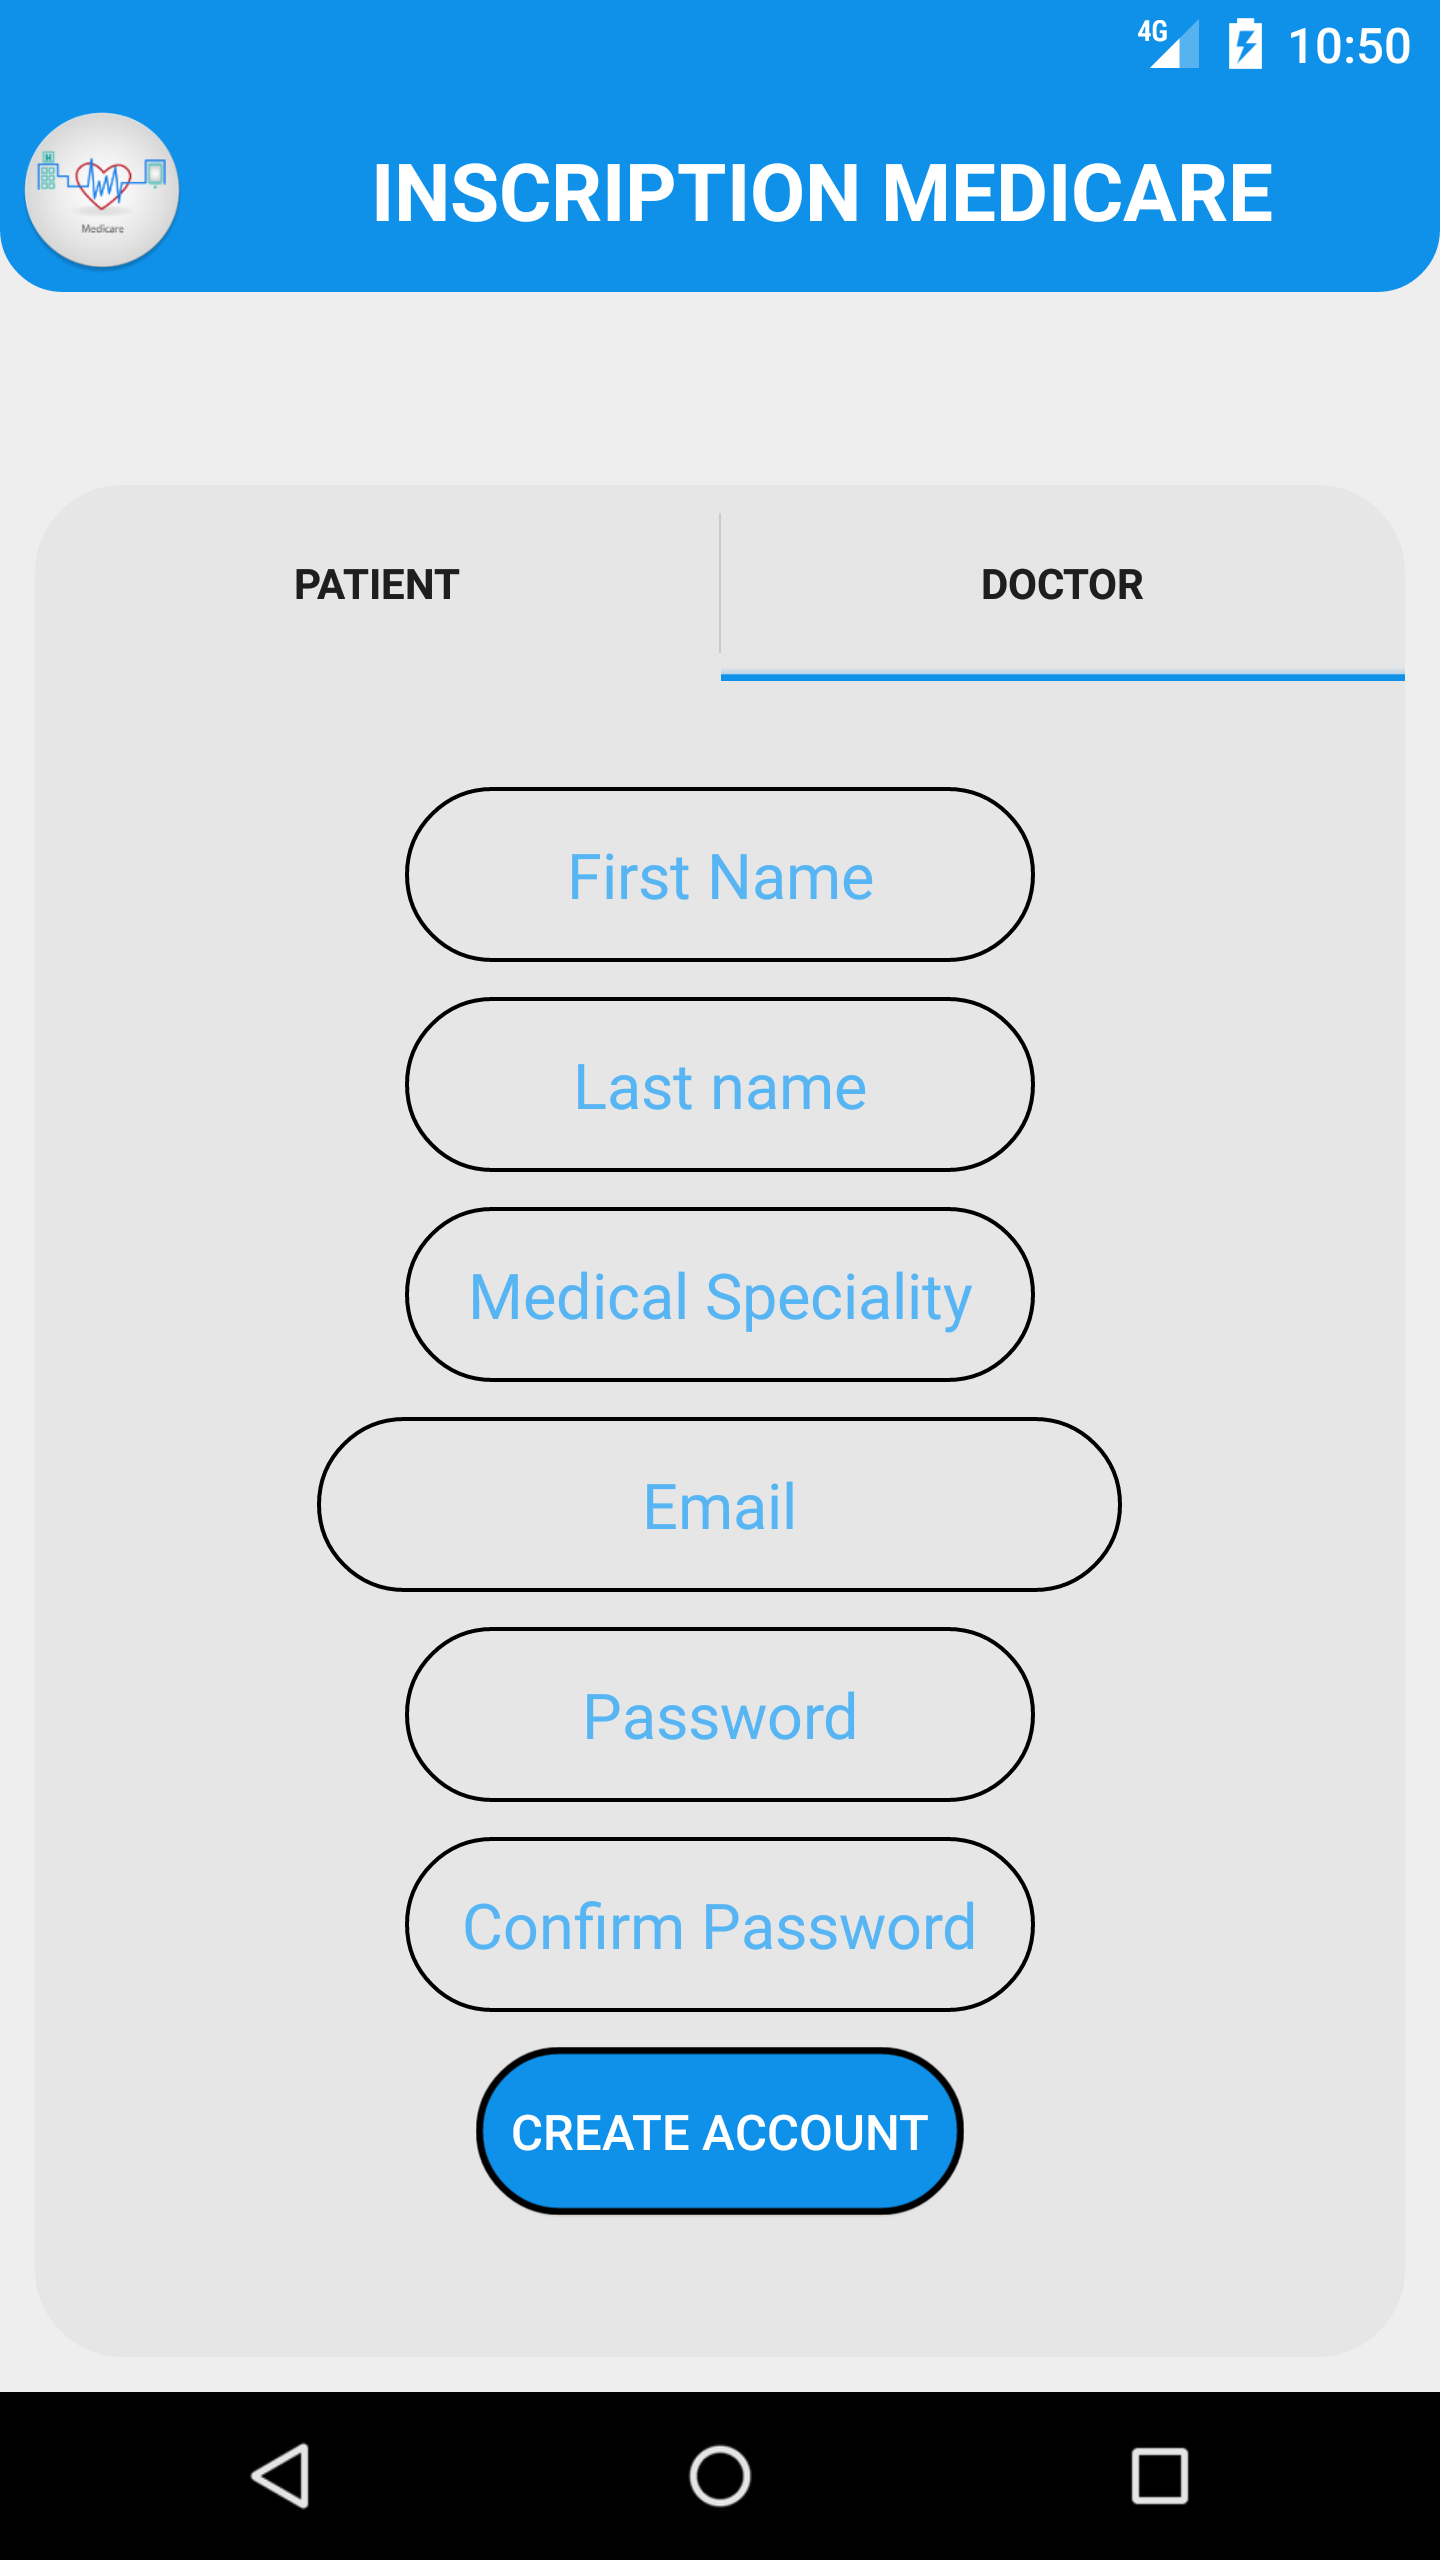 4G 10:50
H
Medicare
INSCRIPTION MEDICARE
PATIENT
DOCTOR
First Name
Last name
Medical Speciality
Email
Password
Confirm Password
CREATE ACCOUNT